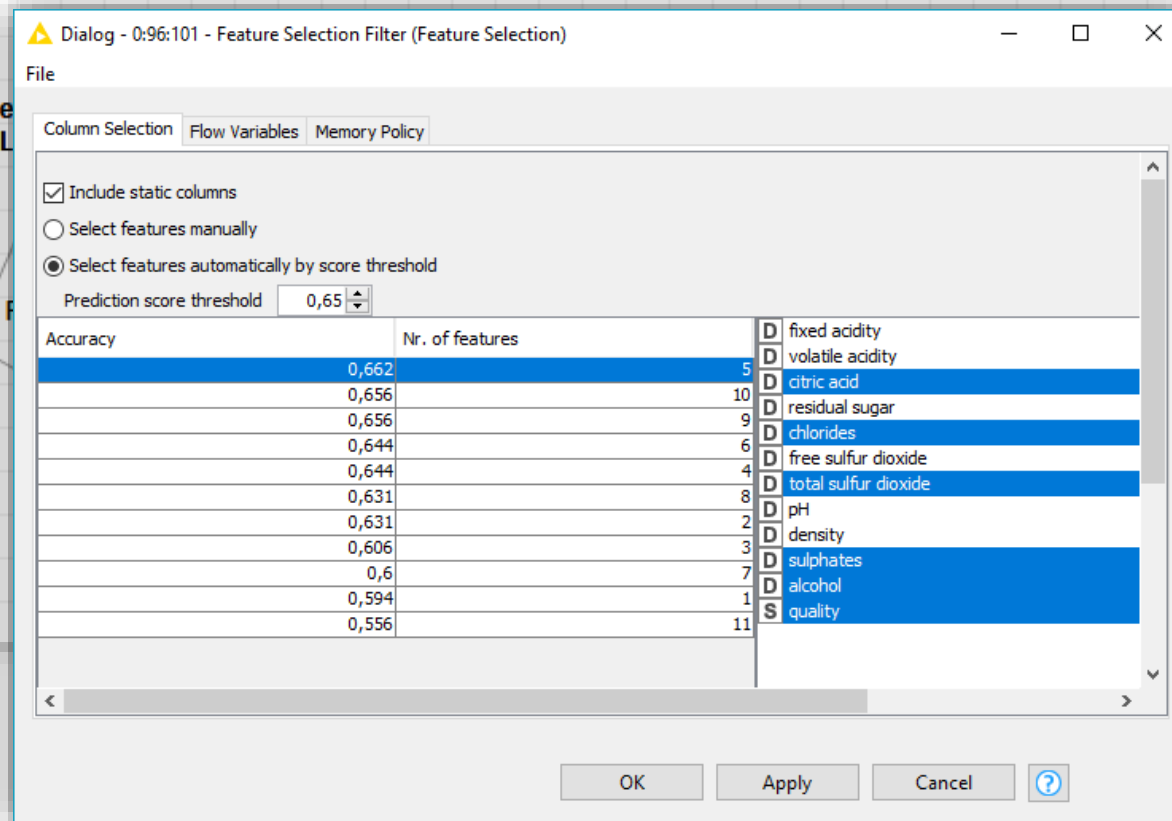 Dialog - 0:96:101 - Feature Selection Filter (Feature Selection)
File
e
L
Column Selection Flow Variables Memory Policy
Include static columns
Select features manually
Select features automatically by score threshold
Prediction score threshold 0,65
Accuracy Nr. of features
0,662 5
0,656 10
0,656 9
0,644 6
0,644 4
0,631 8
0,631 2
0,606 3
0,6 7
0,594 1
0,556 11
D fixed acidity
D volatile acidity
D citric acid
D residual sugar
D chlorides
D free sulfur dioxide
D total sulfur dioxide
D pH
D density
D sulphates
D alcohol
S quality
OK Apply Cancel ?